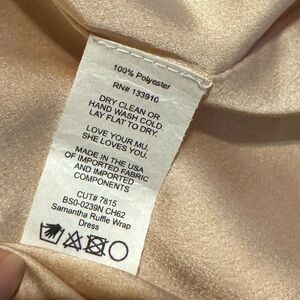 100% Polyester
RN# 133910
DRY CLEAN OR
HAND WASH COLD.
LAY FLAT TO DRY.
LOVE YOUR MU.
SHE LOVES YOU.
MADE IN THE USA
OF IMPORTED FABRIC
AND IMPORTED
COMPONENTS
CUT# 7815
BS0-0239N CH62
Samantha Ruffle Wrap
Dress